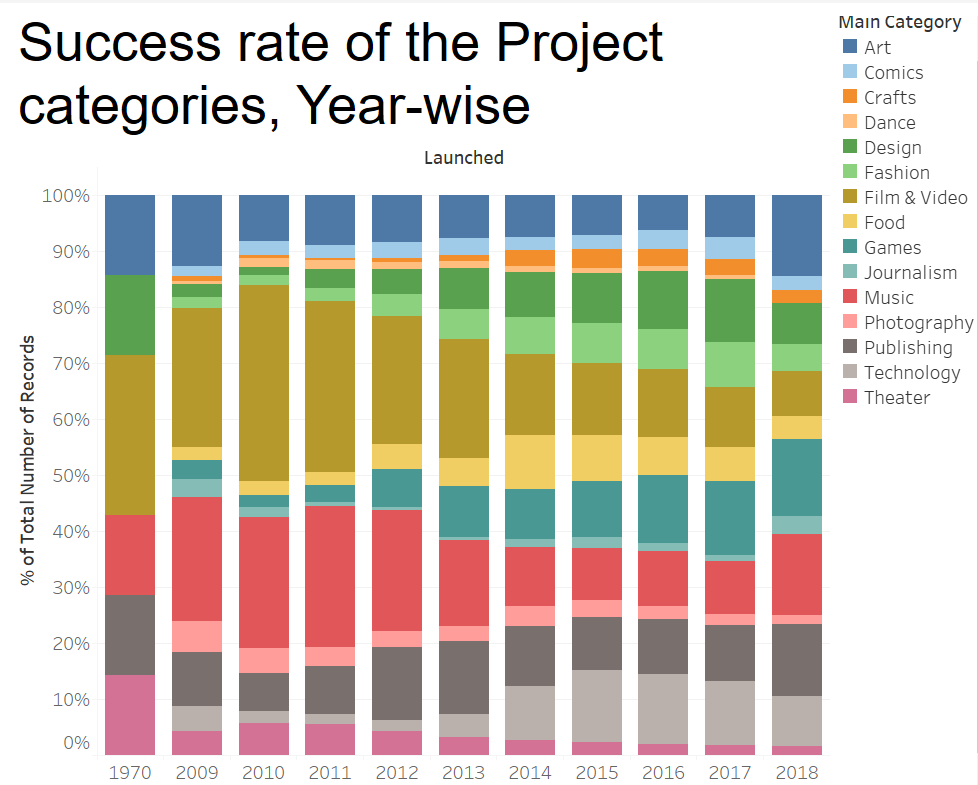 Success rate of the Project
categories, Year-wise
Main Category
Art
Comics
Crafts
Dance
Design
Fashion
Film & Video
Food
Games
Journalism
Music
Photography
Publishing
Technology
Theater
Launched
% of Total Number of Records
100%
90%
80%
70%
60%
50%
40%
30%
20%
10%
0%
1970 2009 2010 2011 2012 2013 2014 2015 2016 2017 2018